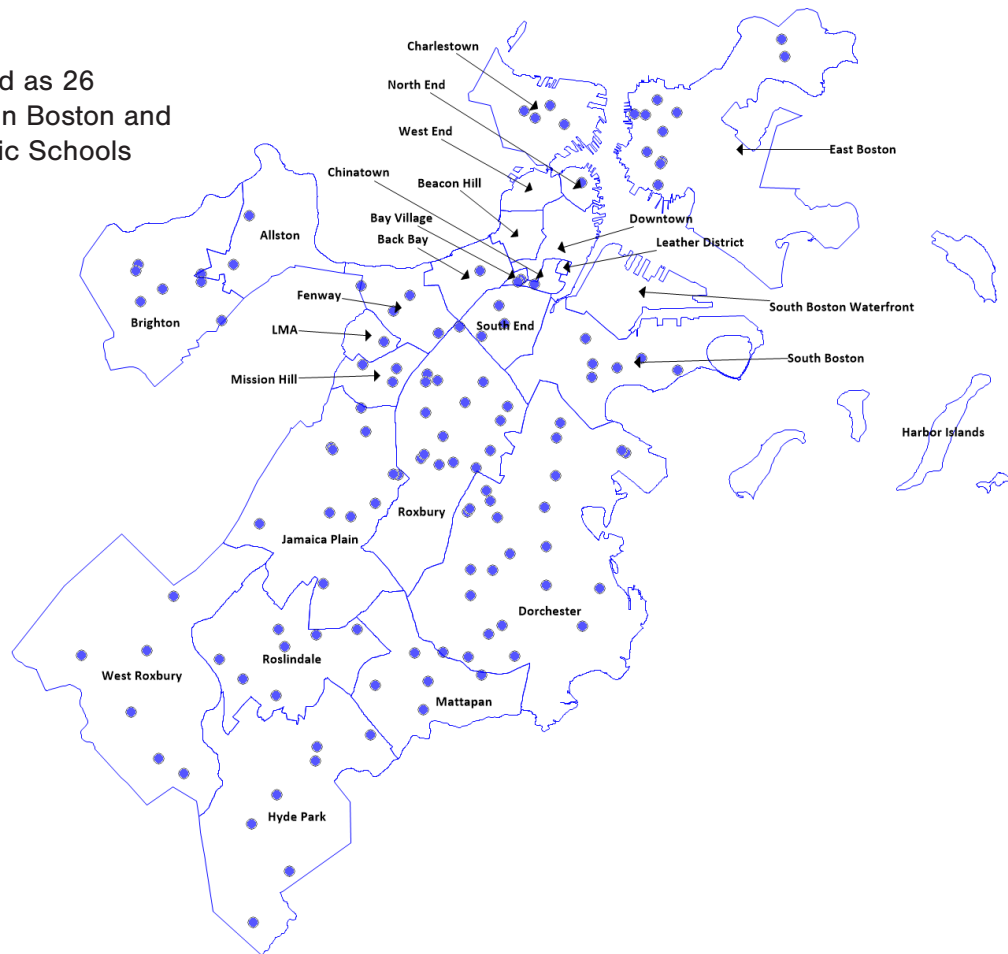 d as 26
n Boston and
ic Schools
Charlestown
North End
West End
Chinatown
Beacon Hill
Bay Village
Back Bay
East Boston
Downtown
Leather District
Allston
Fenway
South Boston Waterfront
Brighton
LMA
South End
South Boston
Mission Hill
Harbor Islands
Roxbury
Jamaica Plain
Dorchester
Roslindale
West Roxbury
Mattapan
Hyde Park